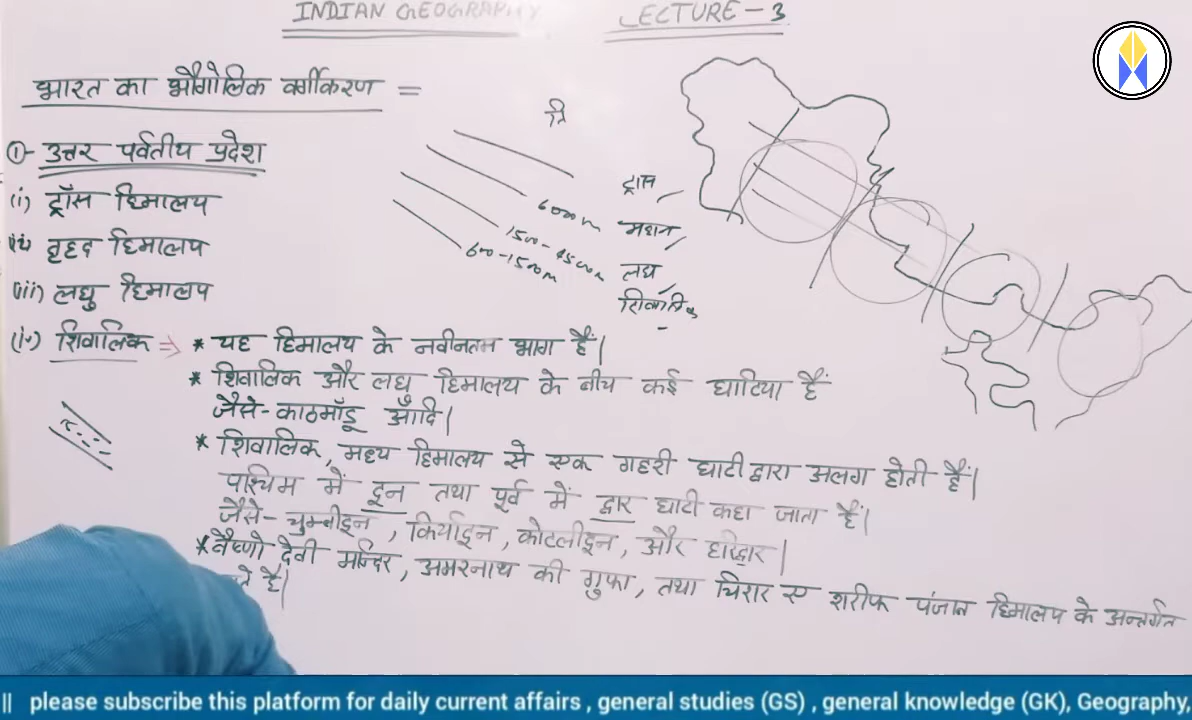 INDIAN GEOGRAPHY LECTURE-3
भारत का भौगोलिक वर्गीकरण =
①- उत्तर पर्वतीय प्रदेश
(i) ट्रॉस हिमालय
(ii) वृहद हिमालय
(iii) लघु हिमालय
(iv) शिवालिक ⇒ * यह हिमालय के नवीनतम भाग हैं।
* शिवालिक और लघु हिमालय के बीच कई घाटिया हैं
जैसे- काठमाँडू आदि।
* शिवालिक, मध्य हिमालय से एक गहरी घाटी द्वारा अलग होती हैं।
पश्चिम में दून तथा पूर्व में द्वार घाटी कहा जाता हैं।
जैसे- चुम्बीदून, किर्यादून, कोटलीदून, और हरिद्वार।
* वैष्णो देवी मन्दिर, अमरनाथ की गुफा, तथा चिरार ए शरीफ पंजाब हिमालय के अन्तर्गत
है।
6000 m
1500-4500m
600-1500m
ट्रास
महान
लघु
शिवालिक
|| please subscribe this platform for daily current affairs , general studies (GS) , general knowledge (GK), Geography,